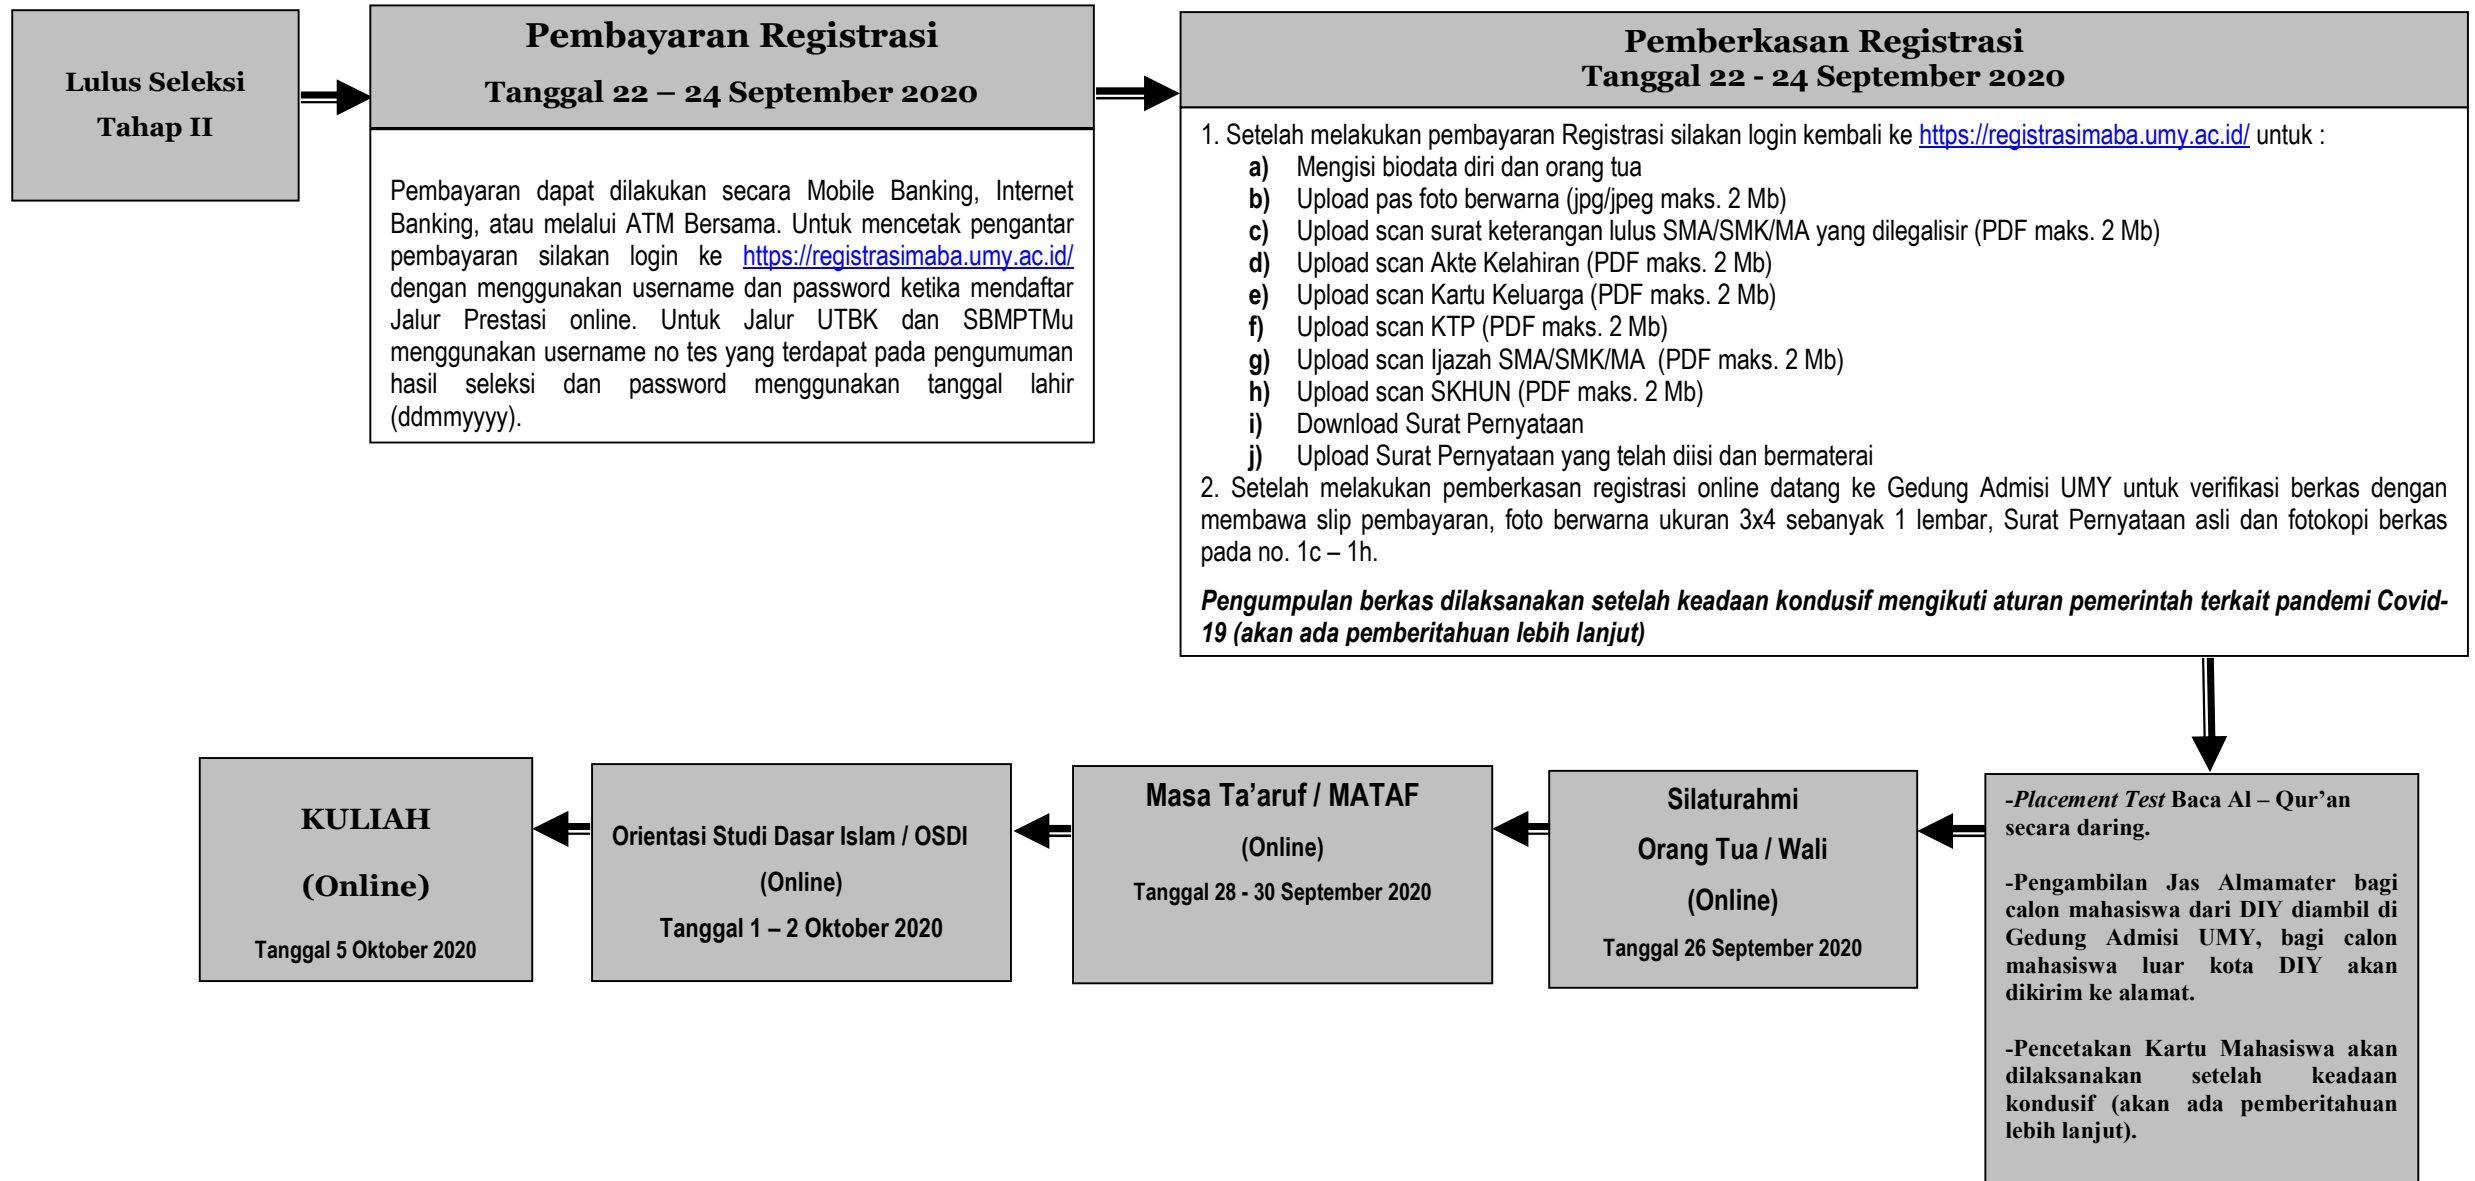 Lulus Seleksi
Tahap II
Pembayaran Registrasi
Tanggal 22 – 24 September 2020
Pembayaran dapat dilakukan secara Mobile Banking, Internet
Banking, atau melalui ATM Bersama. Untuk mencetak pengantar
pembayaran silakan login ke https://registrasimaba.umy.ac.id/
dengan menggunakan username dan password ketika mendaftar
Jalur Prestasi online. Untuk Jalur UTBK dan SBMPTMu
menggunakan username no tes yang terdapat pada pengumuman
hasil seleksi dan password menggunakan tanggal lahir
(ddmmyyyy).
Pemberkasan Registrasi
Tanggal 22 - 24 September 2020
1. Setelah melakukan pembayaran Registrasi silakan login kembali ke https://registrasimaba.umy.ac.id/ untuk :
a) Mengisi biodata diri dan orang tua
b) Upload pas foto berwarna (jpg/jpeg maks. 2 Mb)
c) Upload scan surat keterangan lulus SMA/SMK/MA yang dilegalisir (PDF maks. 2 Mb)
d) Upload scan Akte Kelahiran (PDF maks. 2 Mb)
e) Upload scan Kartu Keluarga (PDF maks. 2 Mb)
f) Upload scan KTP (PDF maks. 2 Mb)
g) Upload scan Ijazah SMA/SMK/MA (PDF maks. 2 Mb)
h) Upload scan SKHUN (PDF maks. 2 Mb)
i) Download Surat Pernyataan
j) Upload Surat Pernyataan yang telah diisi dan bermaterai
2. Setelah melakukan pemberkasan registrasi online datang ke Gedung Admisi UMY untuk verifikasi berkas dengan
membawa slip pembayaran, foto berwarna ukuran 3x4 sebanyak 1 lembar, Surat Pernyataan asli dan fotokopi berkas
pada no. 1c – 1h.
Pengumpulan berkas dilaksanakan setelah keadaan kondusif mengikuti aturan pemerintah terkait pandemi Covid-
19 (akan ada pemberitahuan lebih lanjut)
-Placement Test Baca Al – Qur’an
secara daring.
-Pengambilan Jas Almamater bagi
calon mahasiswa dari DIY diambil di
Gedung Admisi UMY, bagi calon
mahasiswa luar kota DIY akan
dikirim ke alamat.
-Pencetakan Kartu Mahasiswa akan
dilaksanakan setelah keadaan
kondusif (akan ada pemberitahuan
lebih lanjut).
Silaturahmi
Orang Tua / Wali
(Online)
Tanggal 26 September 2020
Masa Ta’aruf / MATAF
(Online)
Tanggal 28 - 30 September 2020
Orientasi Studi Dasar Islam / OSDI
(Online)
Tanggal 1 – 2 Oktober 2020
KULIAH
(Online)
Tanggal 5 Oktober 2020